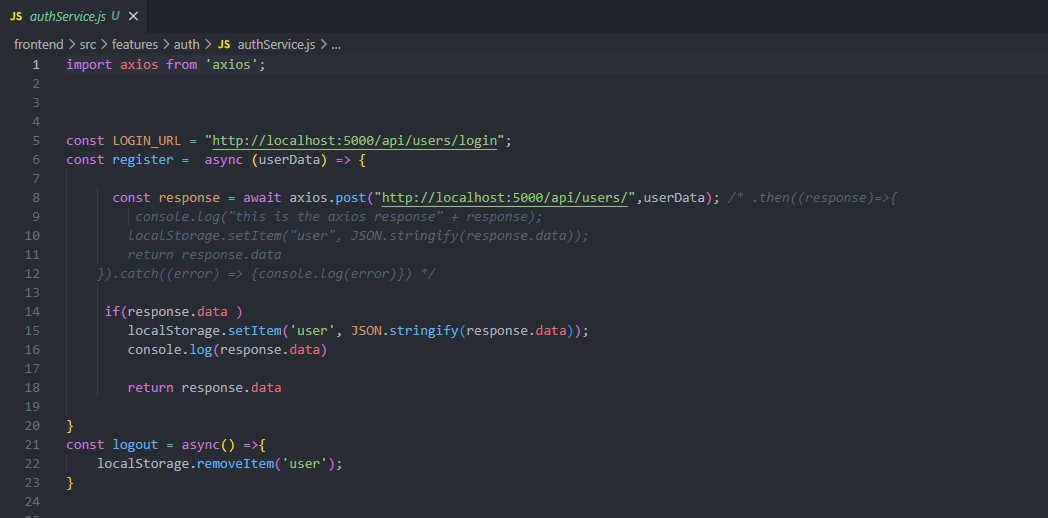 JS authService.js U ×
frontend > src > features > auth > JS authService.js > ...
1 import axios from 'axios';
2
3
4
5 const LOGIN_URL = "http://localhost:5000/api/users/login";
6 const register =  async (userData) => {
7
8 const response = await axios.post("http://localhost:5000/api/users/",userData); /* .then((response)=>{
9 console.log("this is the axios response" + response);
10 localStorage.setItem("user", JSON.stringify(response.data));
11 return response.data
12 }).catch((error) => {console.log(error)}) */
13
14 if(response.data )
15 localStorage.setItem('user', JSON.stringify(response.data));
16 console.log(response.data)
17
18 return response.data
19
20 }
21 const logout = async() =>{
22 localStorage.removeItem('user');
23 }
24